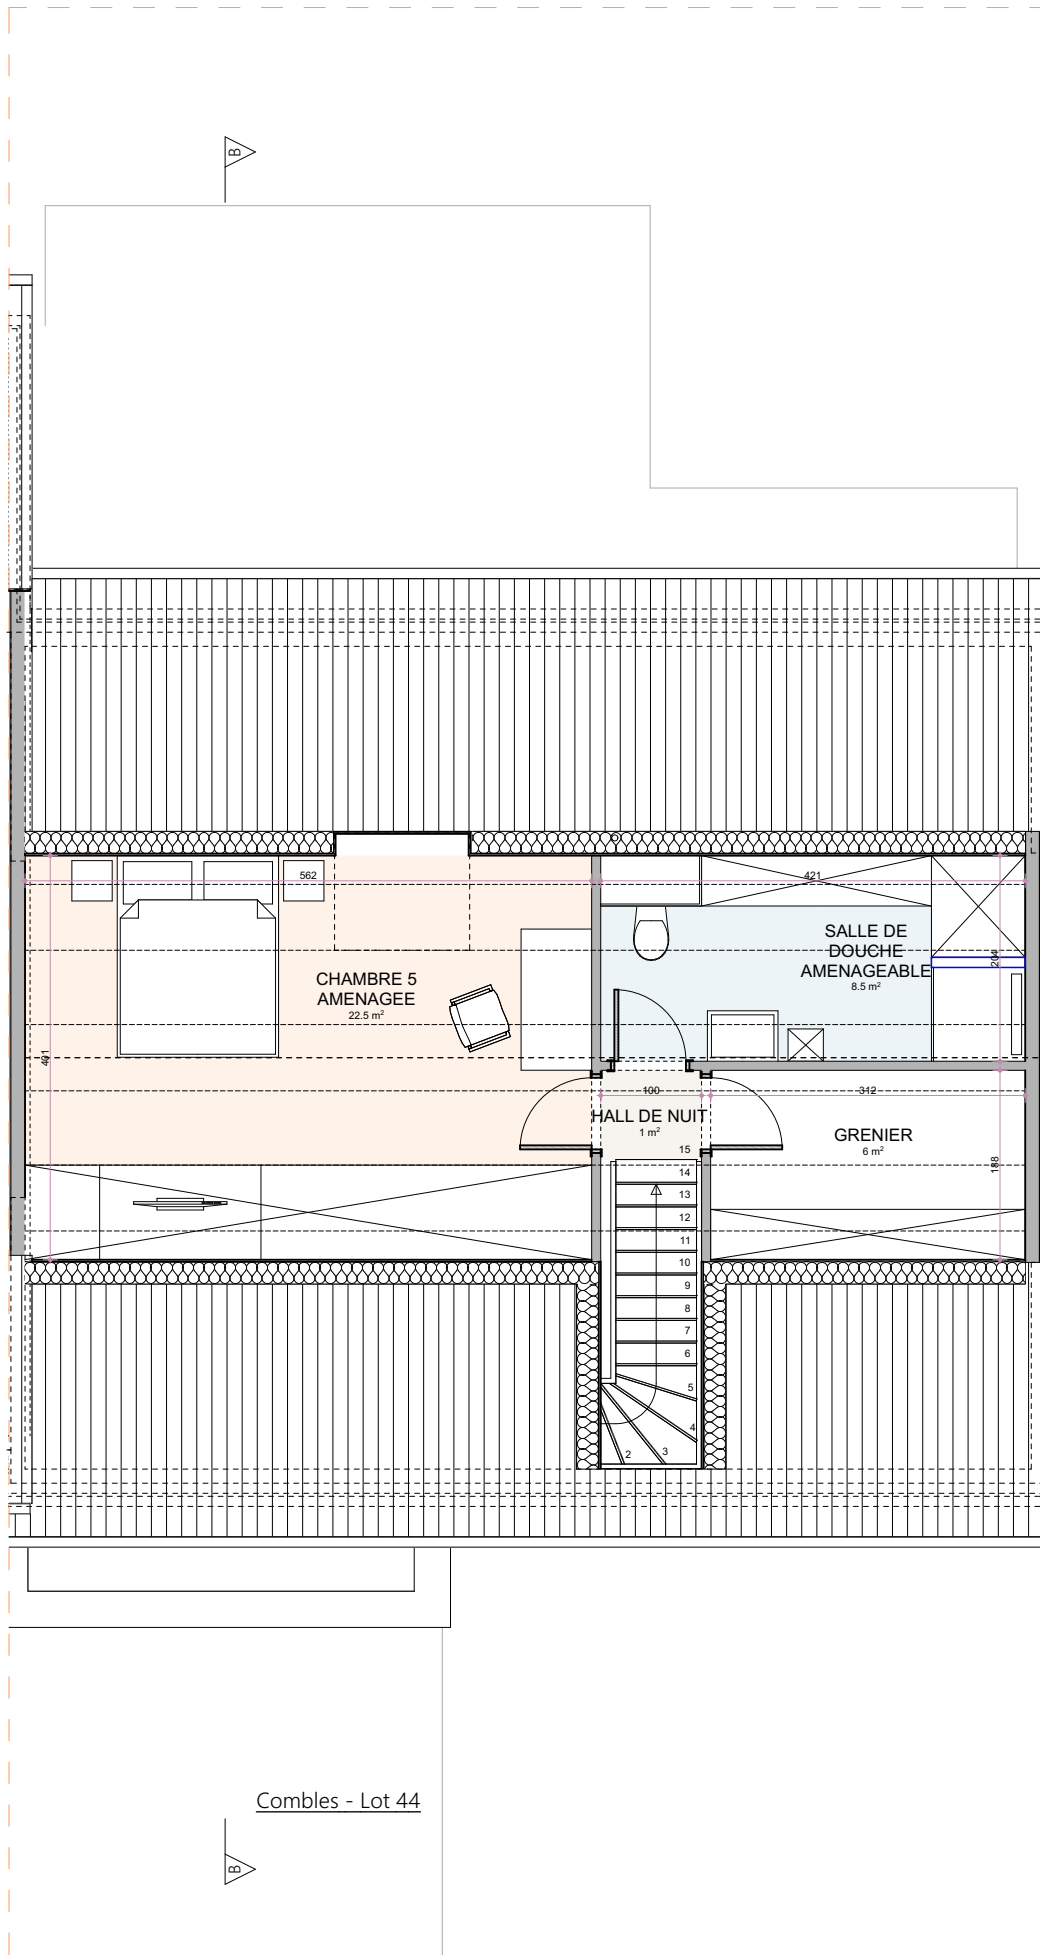 B
562
421
SALLE DE
DOUCHE
AMENAGEABLE
8.5 m²
204
CHAMBRE 5
AMENAGEE
22.5 m²
401
100
312
HALL DE NUIT
1 m²
GRENIER
6 m²
188
15
14
13
12
11
10
9
8
7
6
5
4
3
2
Combles - Lot 44
B